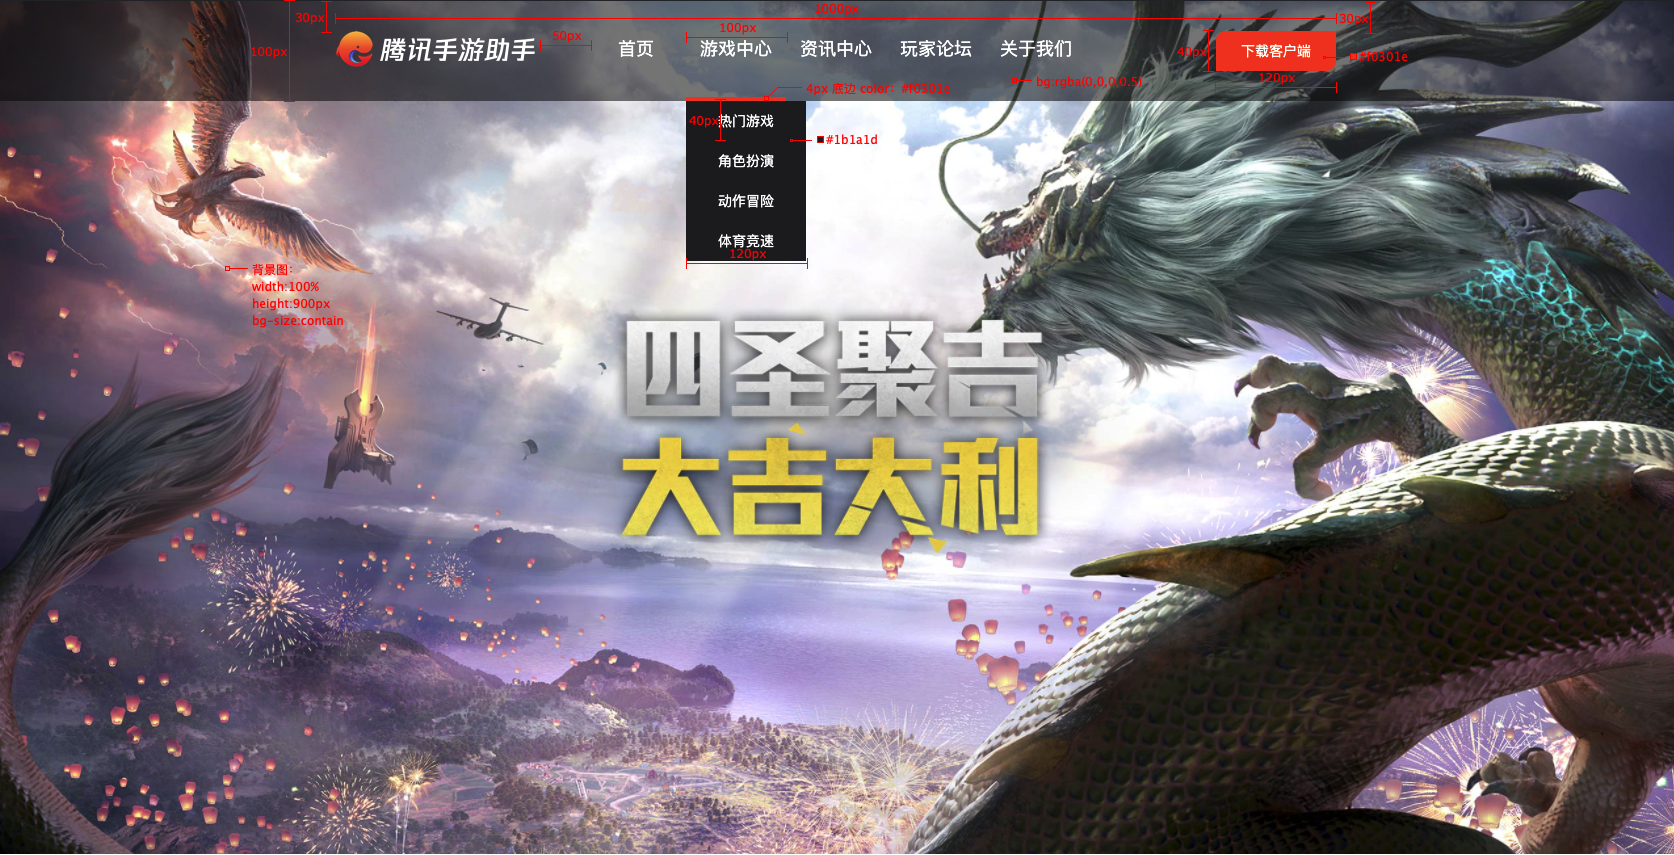 1000px
30px
30px
100px
50px
100px
腾讯手游助手
首页
游戏中心
资讯中心
玩家论坛
关于我们
40px
下载客户端
#f0301e
120px
bg:rgba(0,0,0,0.5)
4px 底边 color: #f0301e
40px
热门游戏
#1b1a1d
角色扮演
动作冒险
体育竞速
120px
背景图:
width:100%
height:900px
bg-size:contain
四圣聚吉
大吉大利